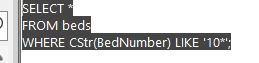 SELECT *
FROM beds
WHERE CStr(BedNumber) LIKE '10*';